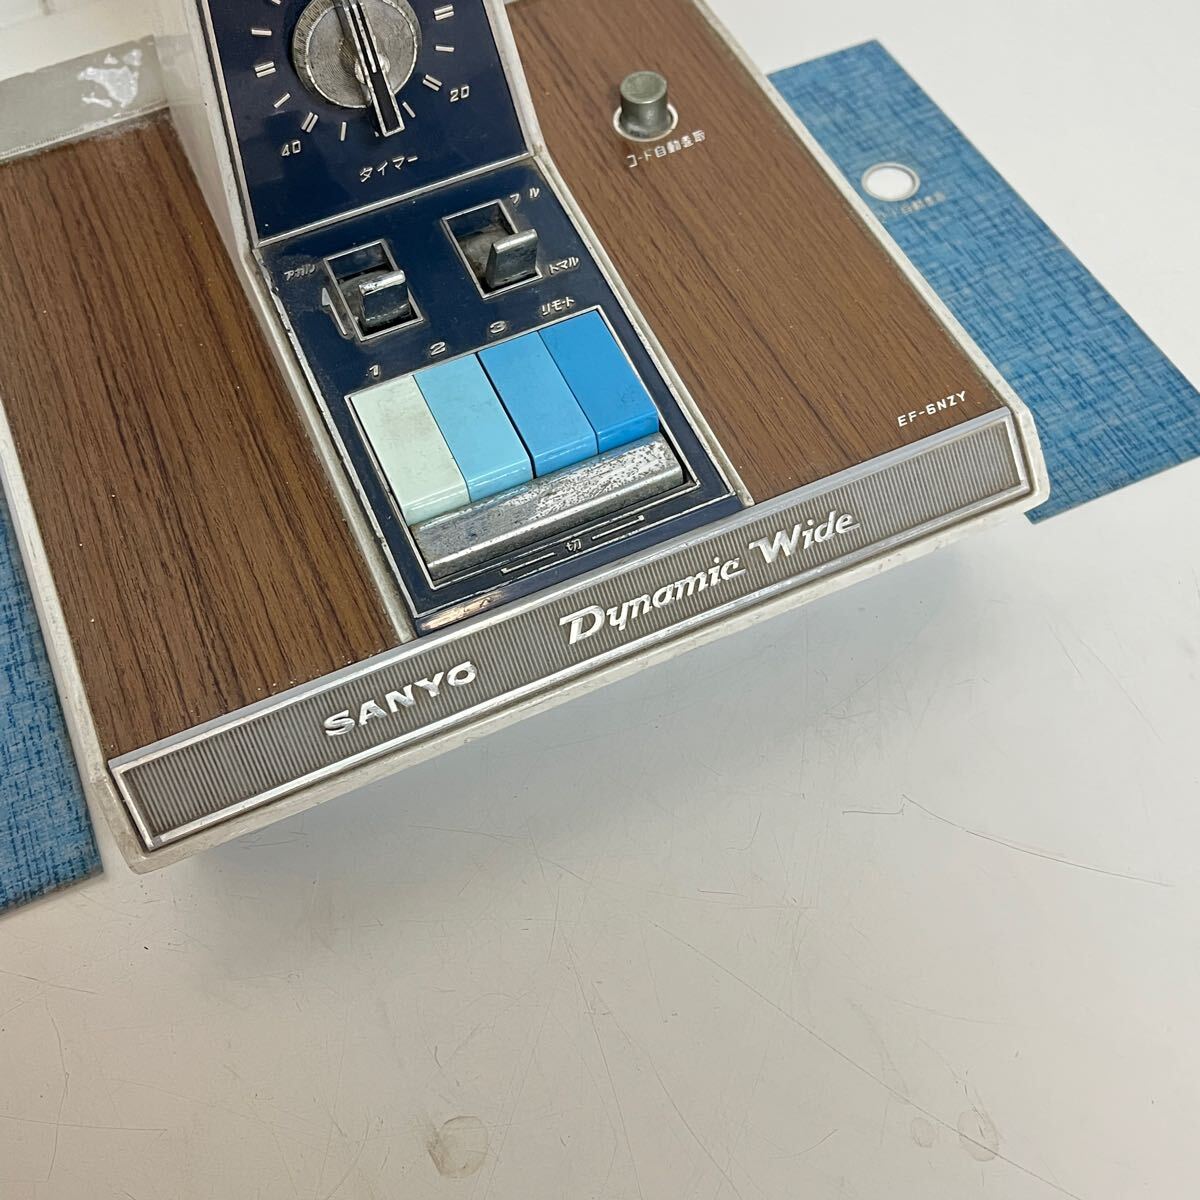 20
40
タイマー
コード自動巻取
フル
アガル
トマル
リモート
1 2 3
EF-6NZY
切
Dynamic Wide
SANYO